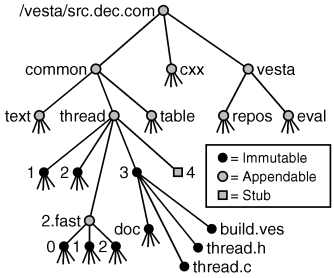 /vesta/src.dec.com
common
cxx
vesta
text
thread
table
repos
eval
1
2
3
4
= Immutable
= Appendable
= Stub
2.fast
doc
build.ves
0
1
2
thread.h
thread.c